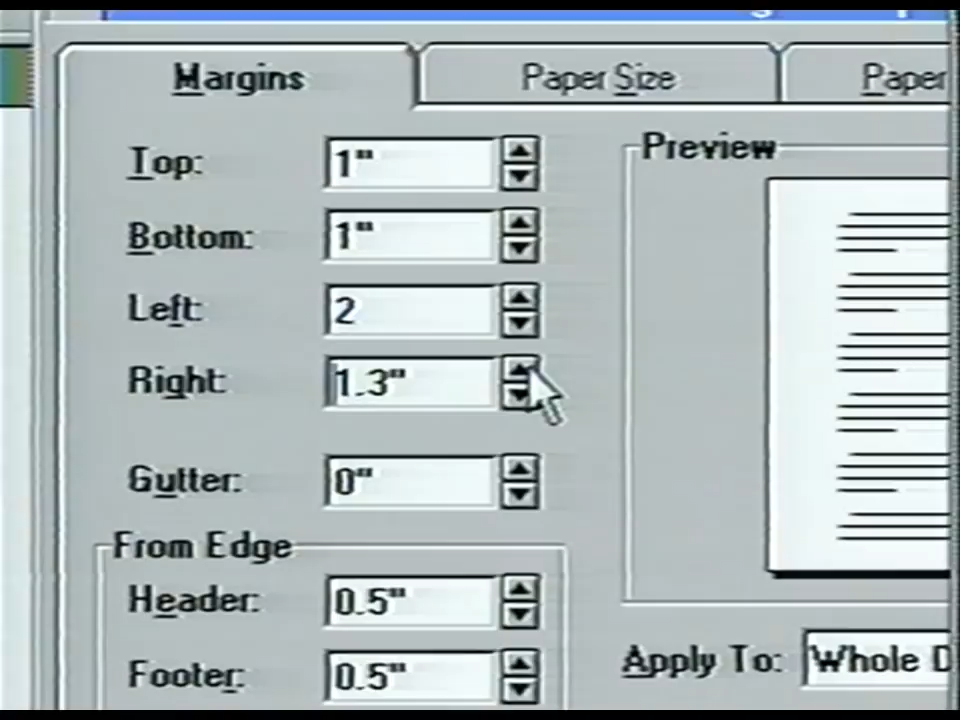 Margins
Paper Size
Paper
Top: 1"
Preview
Bottom: 1"
Left: 2
Right: 1.3"
Gutter: 0"
From Edge
Header: 0.5"
Apply To: Whole D
Footer: 0.5"